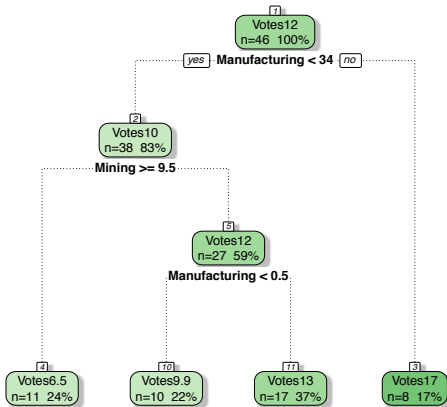 1
Votes12
n=46 100%
yes Manufacturing < 34 no
2
Votes10
n=38 83%
Mining >= 9.5
5
Votes12
n=27 59%
Manufacturing < 0.5
4
Votes6.5
n=11 24%
10
Votes9.9
n=10 22%
11
Votes13
n=17 37%
3
Votes17
n=8 17%